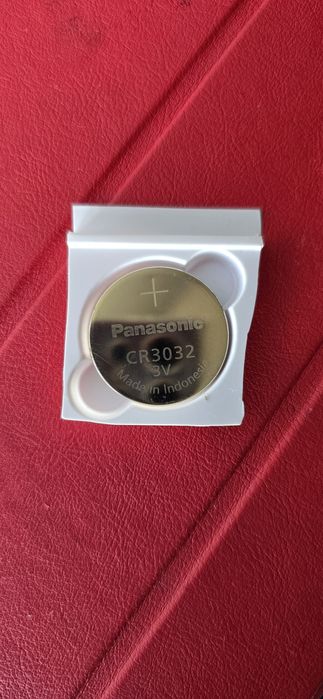 +
Panasonic
CR3032
3V
Made in Indonesia